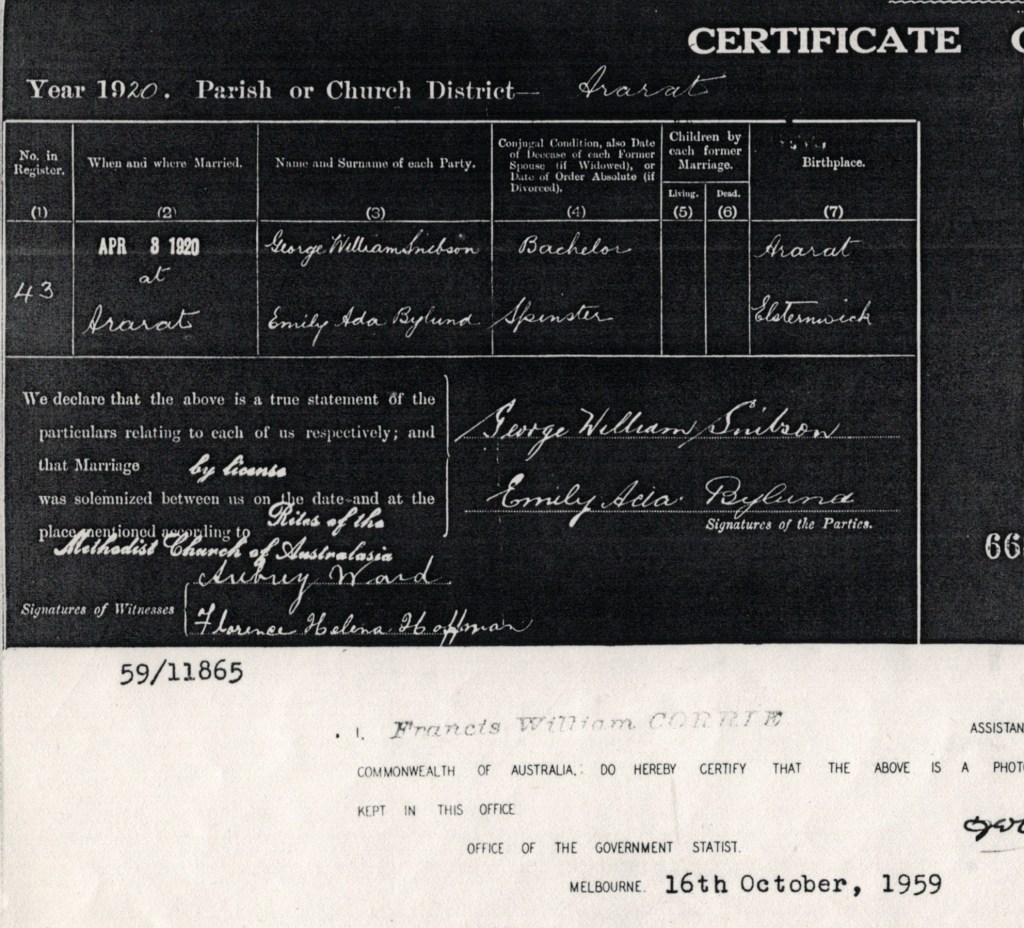 CERTIFICATE
Year 1920. Parish or Church District— Ararat
No. in Register.
When and where Married.
Name and Surname of each Party.
Conjugal Condition, also Date of Decease of each Former Spouse (if Widowed), or Date of Order Absolute (if Divorced).
Children by each former Marriage.
Living. Dead.
Birthplace.
(1) (2) (3) (4) (5) (6) (7)
APR 8 1920 George William Snibson Bachelor Ararat
43 at
Ararat Emily Ada Bylund Spinster Elsternwick
We declare that the above is a true statement of the
particulars relating to each of us respectively; and
that Marriage by license
was solemnized between us on the date and at the
place mentioned according to Rites of the
Methodist Church of Australasia
George William Snibson
Emily Ada Bylund
Signatures of the Parties.
66
Aubrey Ward
Signatures of Witnesses
Florence Helena Hoffman
59/11865
I, Francis William CORRIE ASSISTAN
COMMONWEALTH OF AUSTRALIA, DO HEREBY CERTIFY THAT THE ABOVE IS A PHOT
KEPT IN THIS OFFICE
OFFICE OF THE GOVERNMENT STATIST.
MELBOURNE. 16th October, 1959